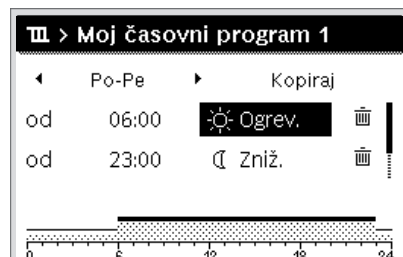 > Moj časovni program 1
Po-Pe Kopiraj
od 06:00 Ogrev.
od 23:00 Zniž.
0 6 12 18 24